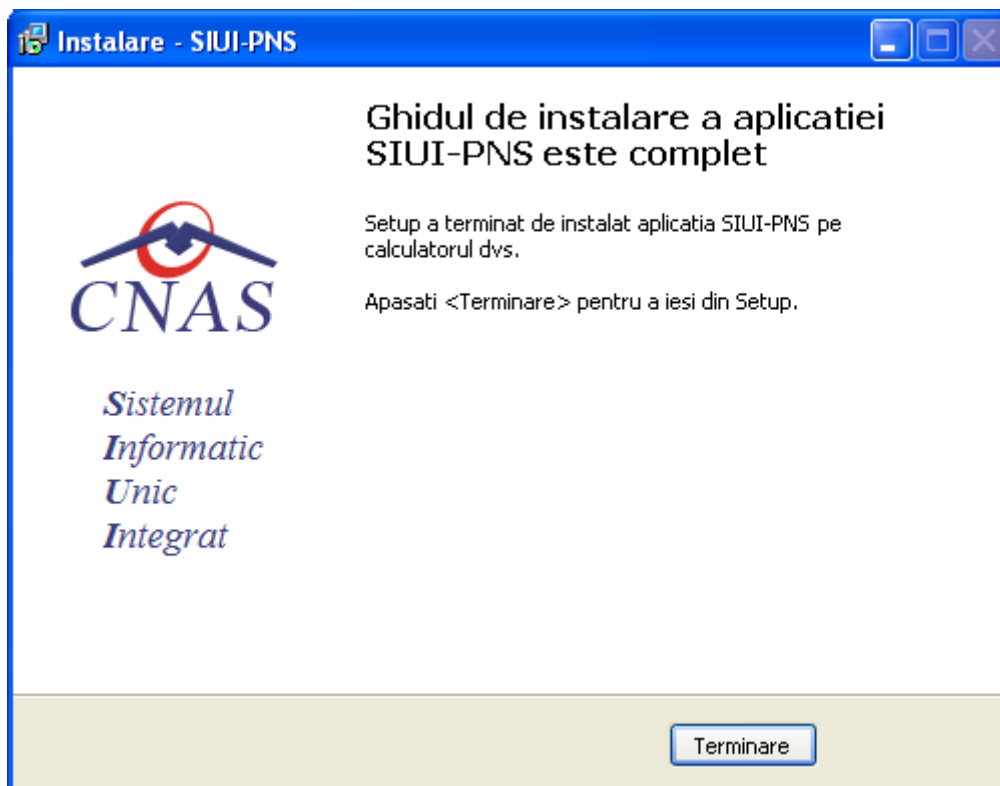 Instalare - SIUI-PNS
Ghidul de instalare a aplicatiei
SIUI-PNS este complet
Setup a terminat de instalat aplicatia SIUI-PNS pe
calculatorul dvs.
Apasati <Terminare> pentru a iesi din Setup.
CNAS
Sistemul
Informatic
Unic
Integrat
Terminare